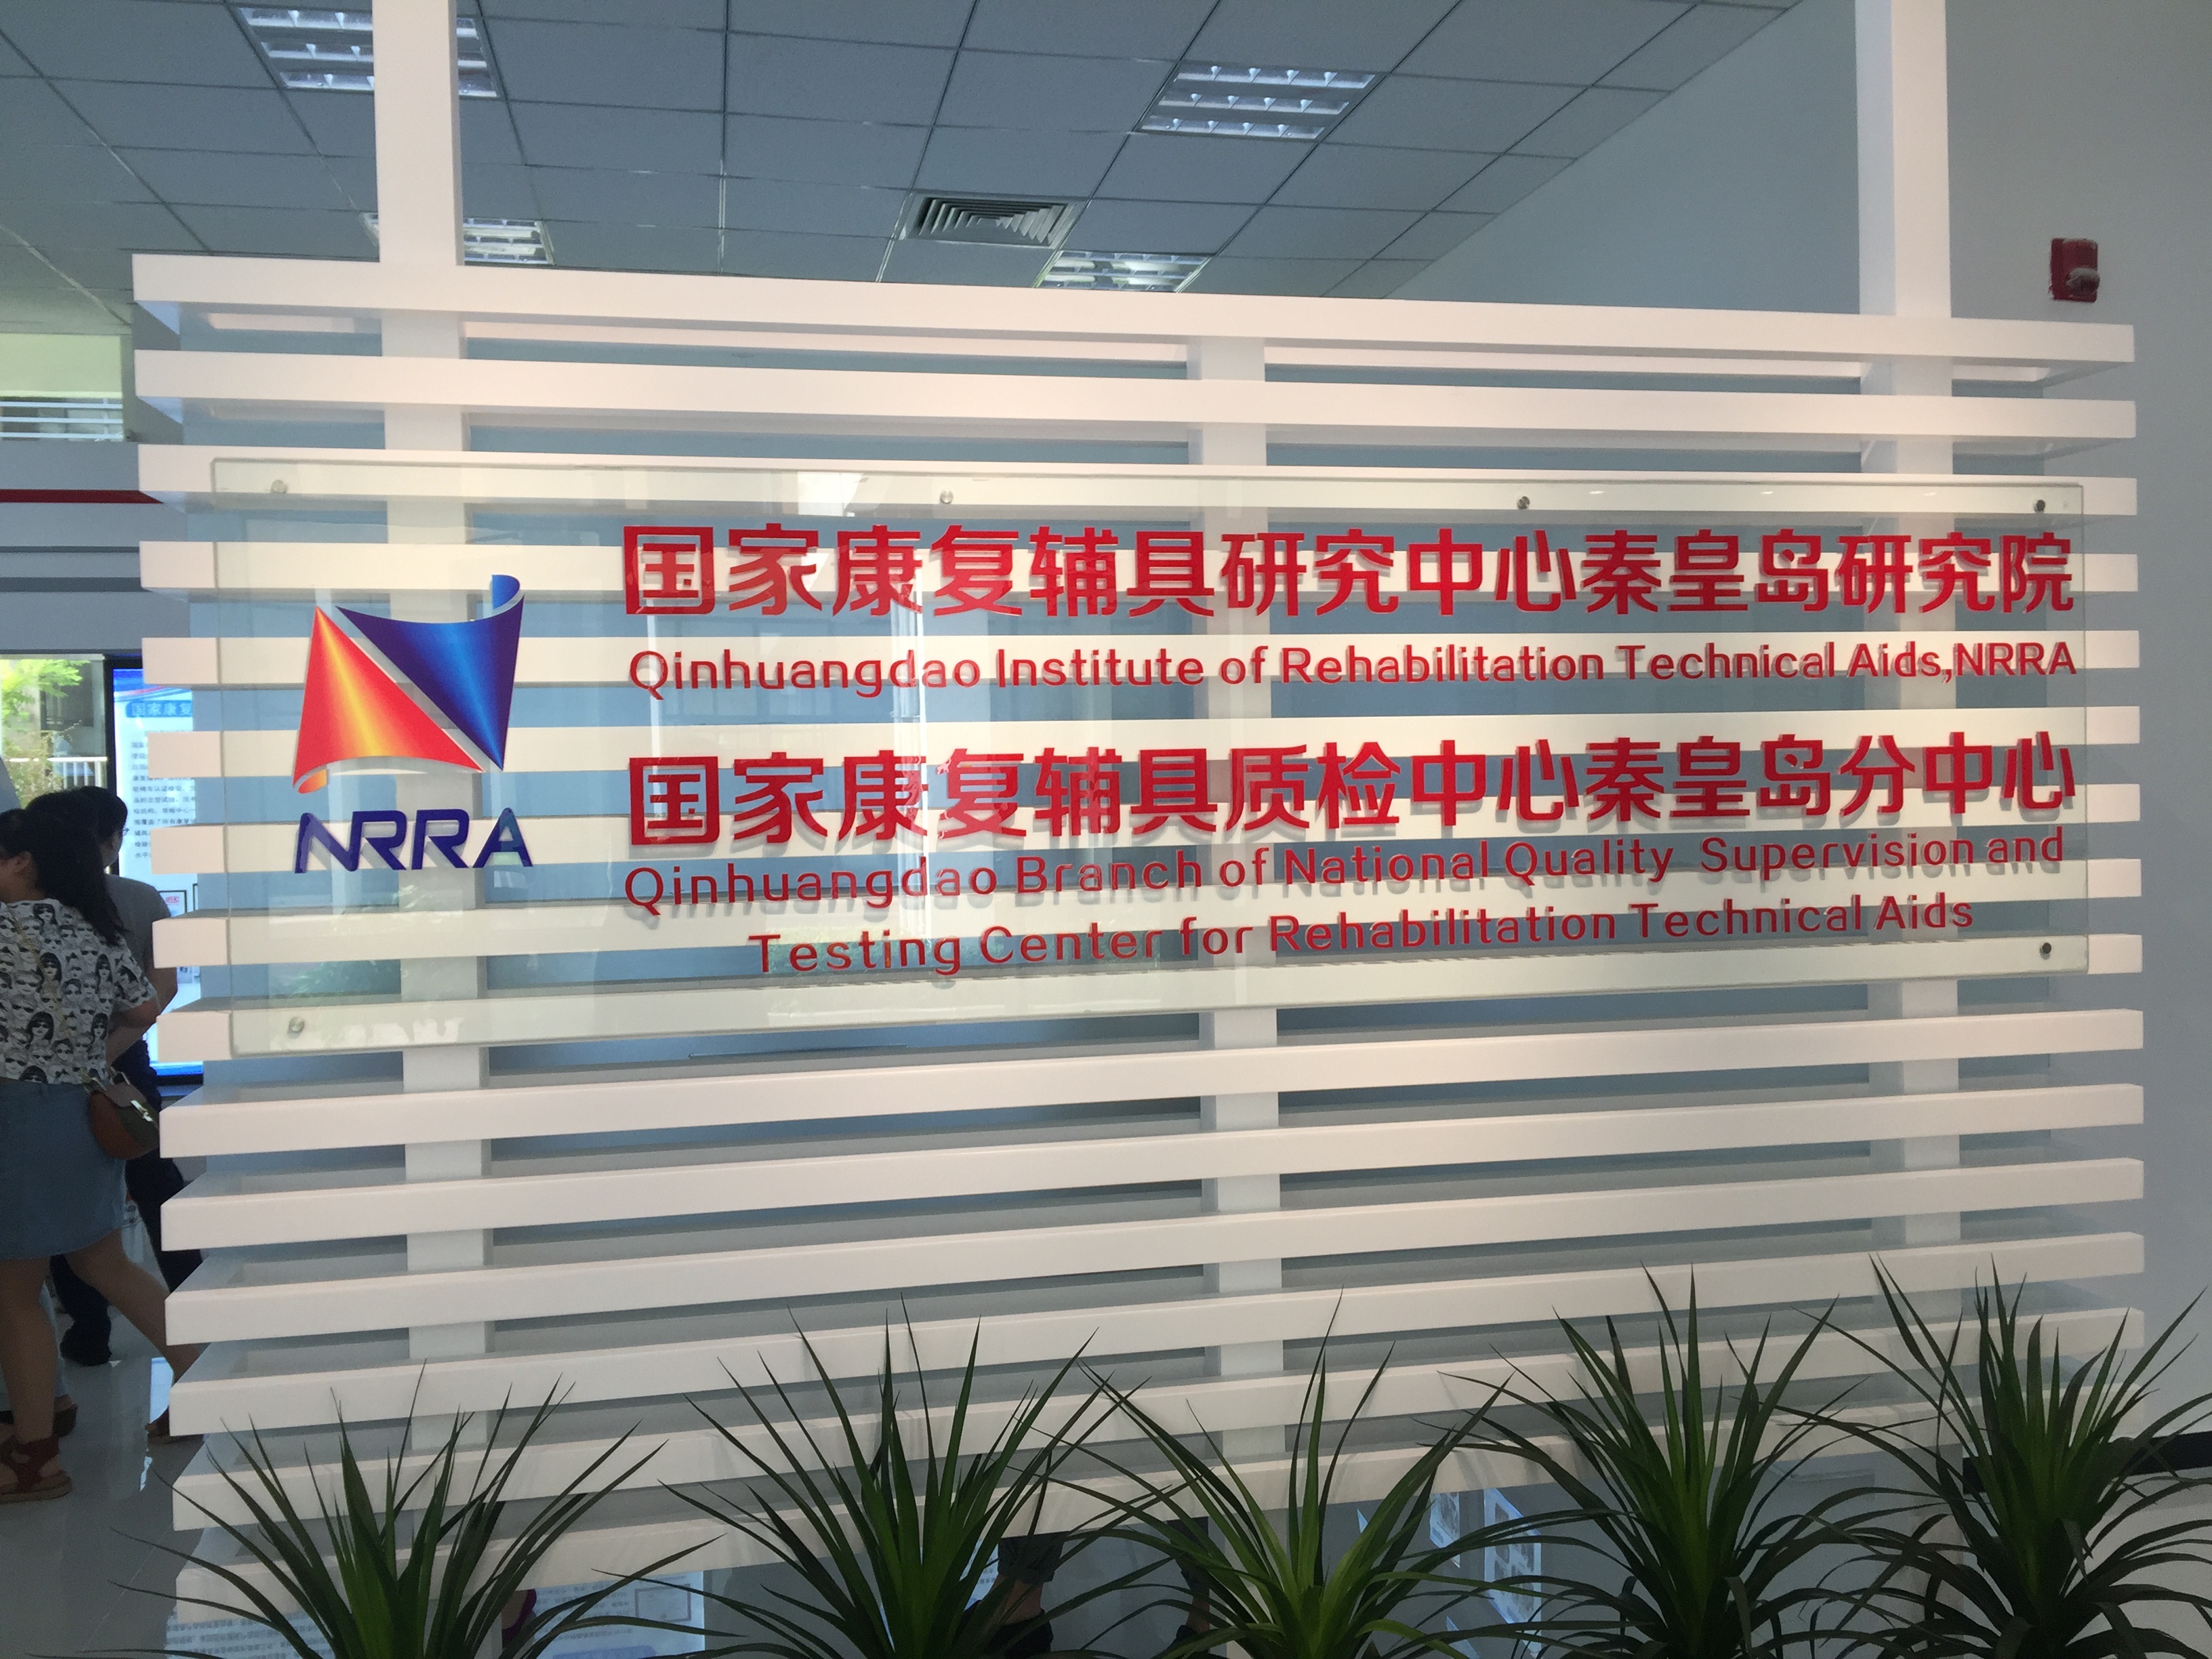 国家康复辅具研究中心秦皇岛研究院
Qinhuangdao Institute of Rehabilitation Technical Aids,NRRA
国家康复辅具质检中心秦皇岛分中心
Qinhuangdao Branch of National Quality Supervision and
Testing Center for Rehabilitation Technical Aids
NRRA